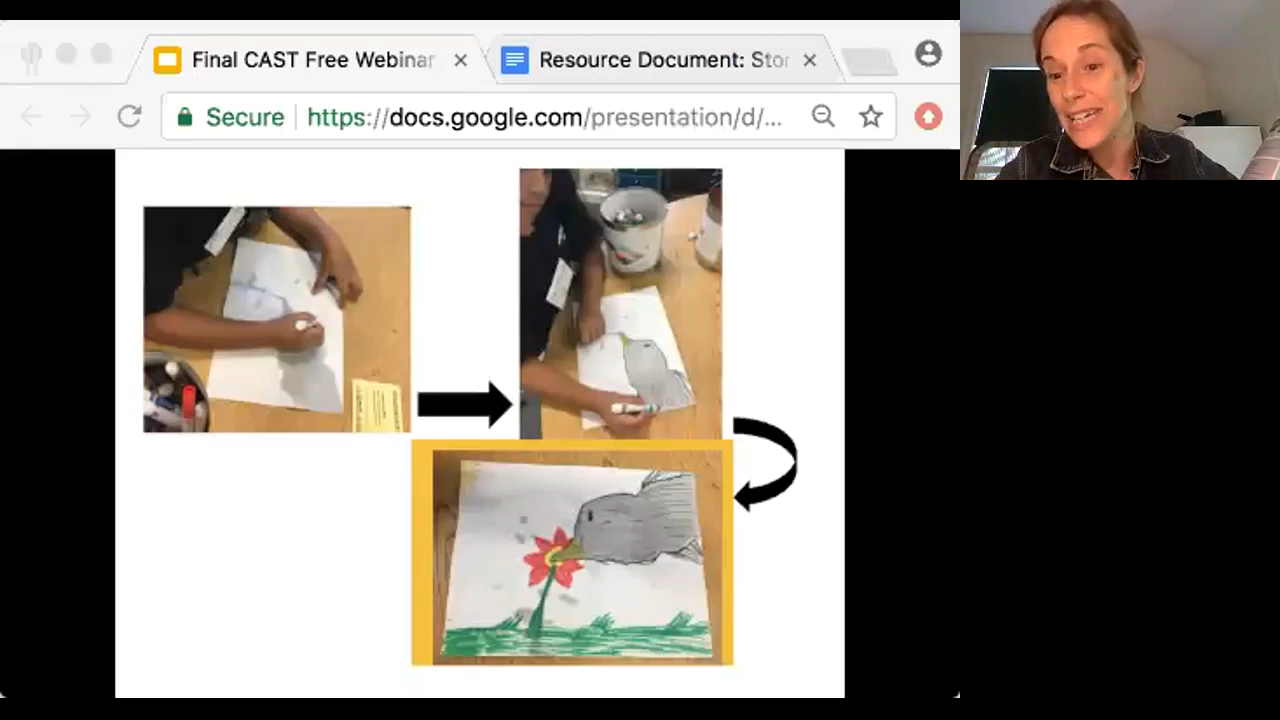 Final CAST Free Webinar
Resource Document: Stor
Secure https://docs.google.com/presentation/d/...